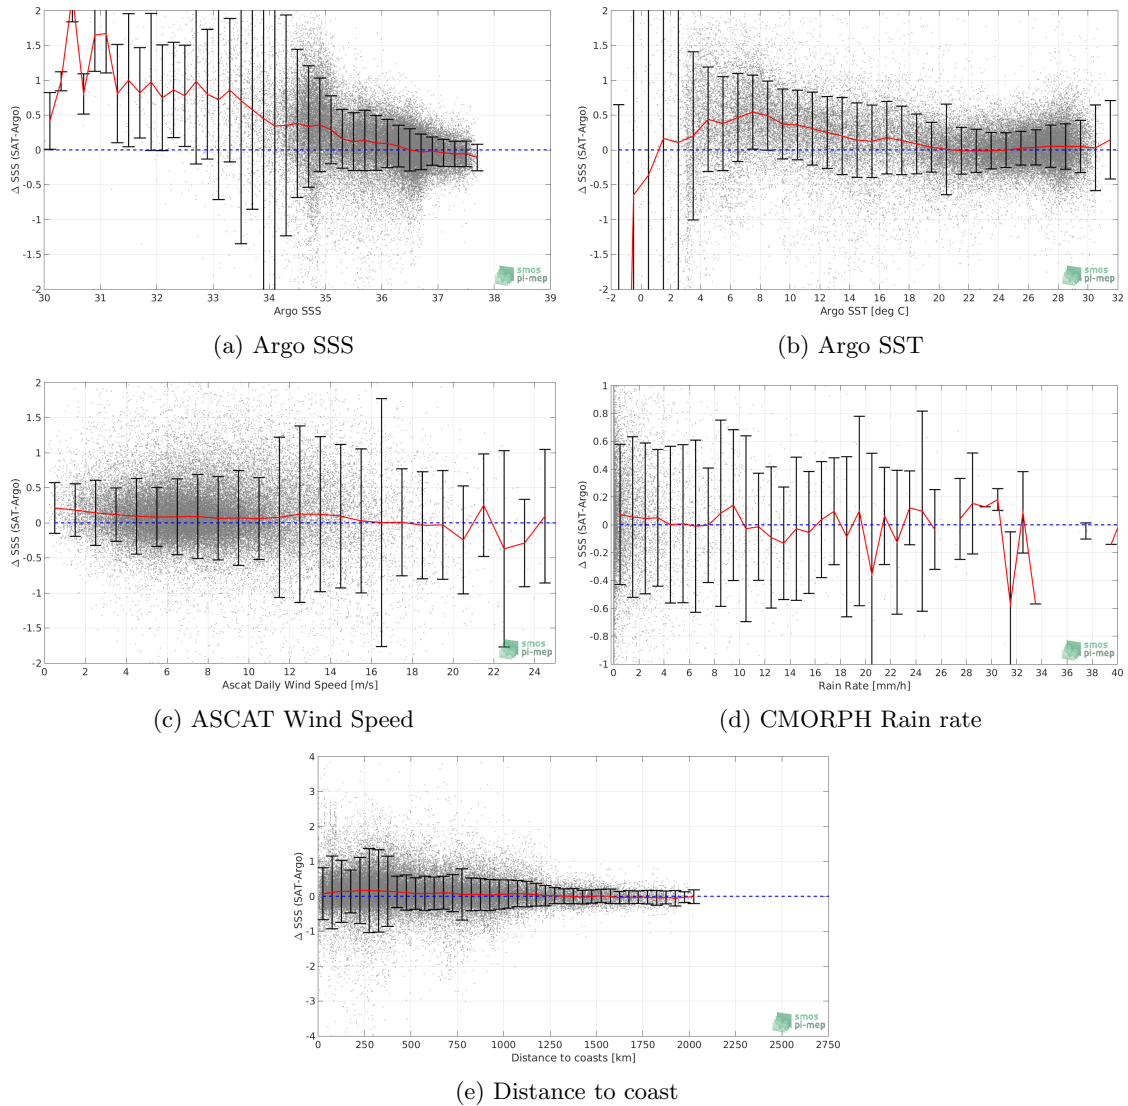 2
1.5
1
0.5
0
-0.5
-1
-1.5
-2
Δ SSS (SAT-Argo)
30 31 32 33 34 35 36 37 38 39
Argo SSS
smos
pi-mep
(a) Argo SSS
2
1.5
1
0.5
0
-0.5
-1
-1.5
-2
Δ SSS (SAT-Argo)
-2 0 2 4 6 8 10 12 14 16 18 20 22 24 26 28 30 32
Argo SST [deg C]
smos
pi-mep
(b) Argo SST
2
1.5
1
0.5
0
-0.5
-1
-1.5
-2
Δ SSS (SAT-Argo)
0 2 4 6 8 10 12 14 16 18 20 22 24
Ascat Daily Wind Speed [m/s]
smos
pi-mep
(c) ASCAT Wind Speed
1
0.8
0.6
0.4
0.2
0
-0.2
-0.4
-0.6
-0.8
-1
Δ SSS (SAT-Argo)
0 2 4 6 8 10 12 14 16 18 20 22 24 26 28 30 32 34 36 38 40
Rain Rate [mm/h]
smos
pi-mep
(d) CMORPH Rain rate
4
3
2
1
0
-1
-2
-3
-4
Δ SSS (SAT-Argo)
0 250 500 750 1000 1250 1500 1750 2000 2250 2500 2750
Distance to coasts [km]
smos
pi-mep
(e) Distance to coast